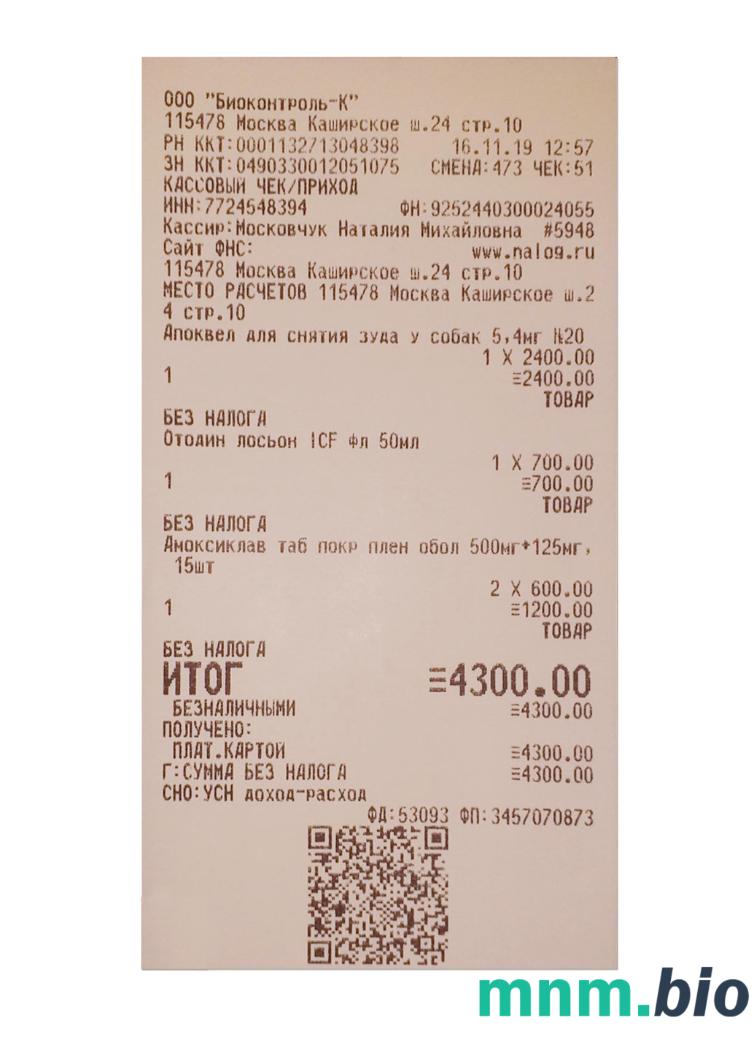 ООО "Биоконтроль-К"
115478 Москва Каширское ш.24 стр.10
РН ККТ:0001132713048398 16.11.19 12:57
ЗН ККТ:0490330012051075 СМЕНА:473 ЧЕК:51
КАССОВЫЙ ЧЕК/ПРИХОД
ИНН:7724548394 ФН:9252440300024055
Кассир:Московчук Наталия Михайловна #5948
Сайт ФНС: www.nalog.ru
115478 Москва Каширское ш.24 стр.10
МЕСТО РАСЧЕТОВ 115478 Москва Каширское ш.2
4 стр.10
Апоквел для снятия зуда у собак 5,4мг N20
1 X 2400.00
1 ≡2400.00
ТОВАР
БЕЗ НАЛОГА
Отодин лосьон ICF фл 50мл
1 X 700.00
1 ≡700.00
ТОВАР
БЕЗ НАЛОГА
Амоксиклав таб покр плен обол 500мг+125мг,
15шт
2 X 600.00
1 ≡1200.00
ТОВАР
БЕЗ НАЛОГА
ИТОГ ≡4300.00
БЕЗНАЛИЧНЫМИ ≡4300.00
ПОЛУЧЕНО:
ПЛАТ.КАРТОЙ ≡4300.00
Г:СУММА БЕЗ НАЛОГА ≡4300.00
СНО:УСН доход-расход
ФД:53093 ФП:3457070873
mnm.bio